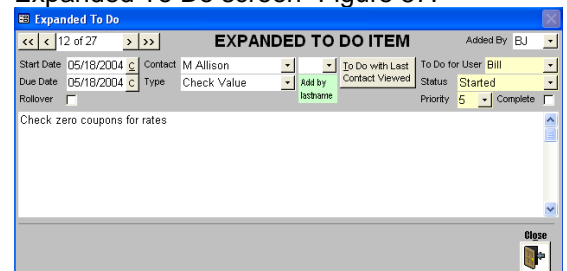 Expanded To Do screen Figure 37:
Expanded To Do
<< < 12 of 27 > >> EXPANDED TO DO ITEM Added By BJ
Start Date 05/18/2004 c Contact M Allison To Do with Last To Do for User Bill
Due Date 05/18/2004 c Type Check Value Add by Contact Viewed Status Started
Rollover lastname Priority 5 Complete
Check zero coupons for rates
Close